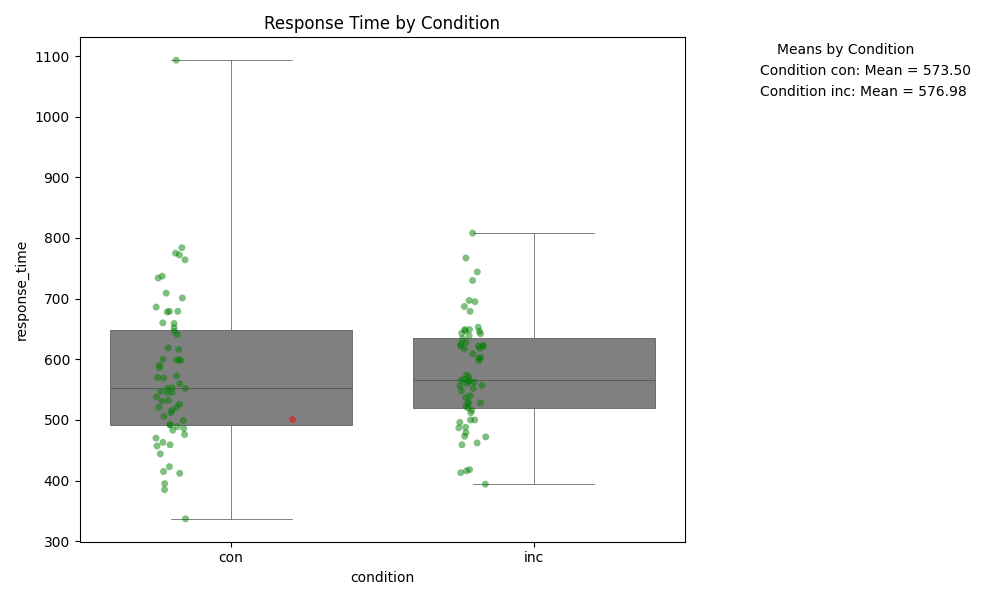 Response Time by Condition
Means by Condition
Condition con: Mean = 573.50
Condition inc: Mean = 576.98
response_time
1100
1000
900
800
700
600
500
400
300
con
inc
condition